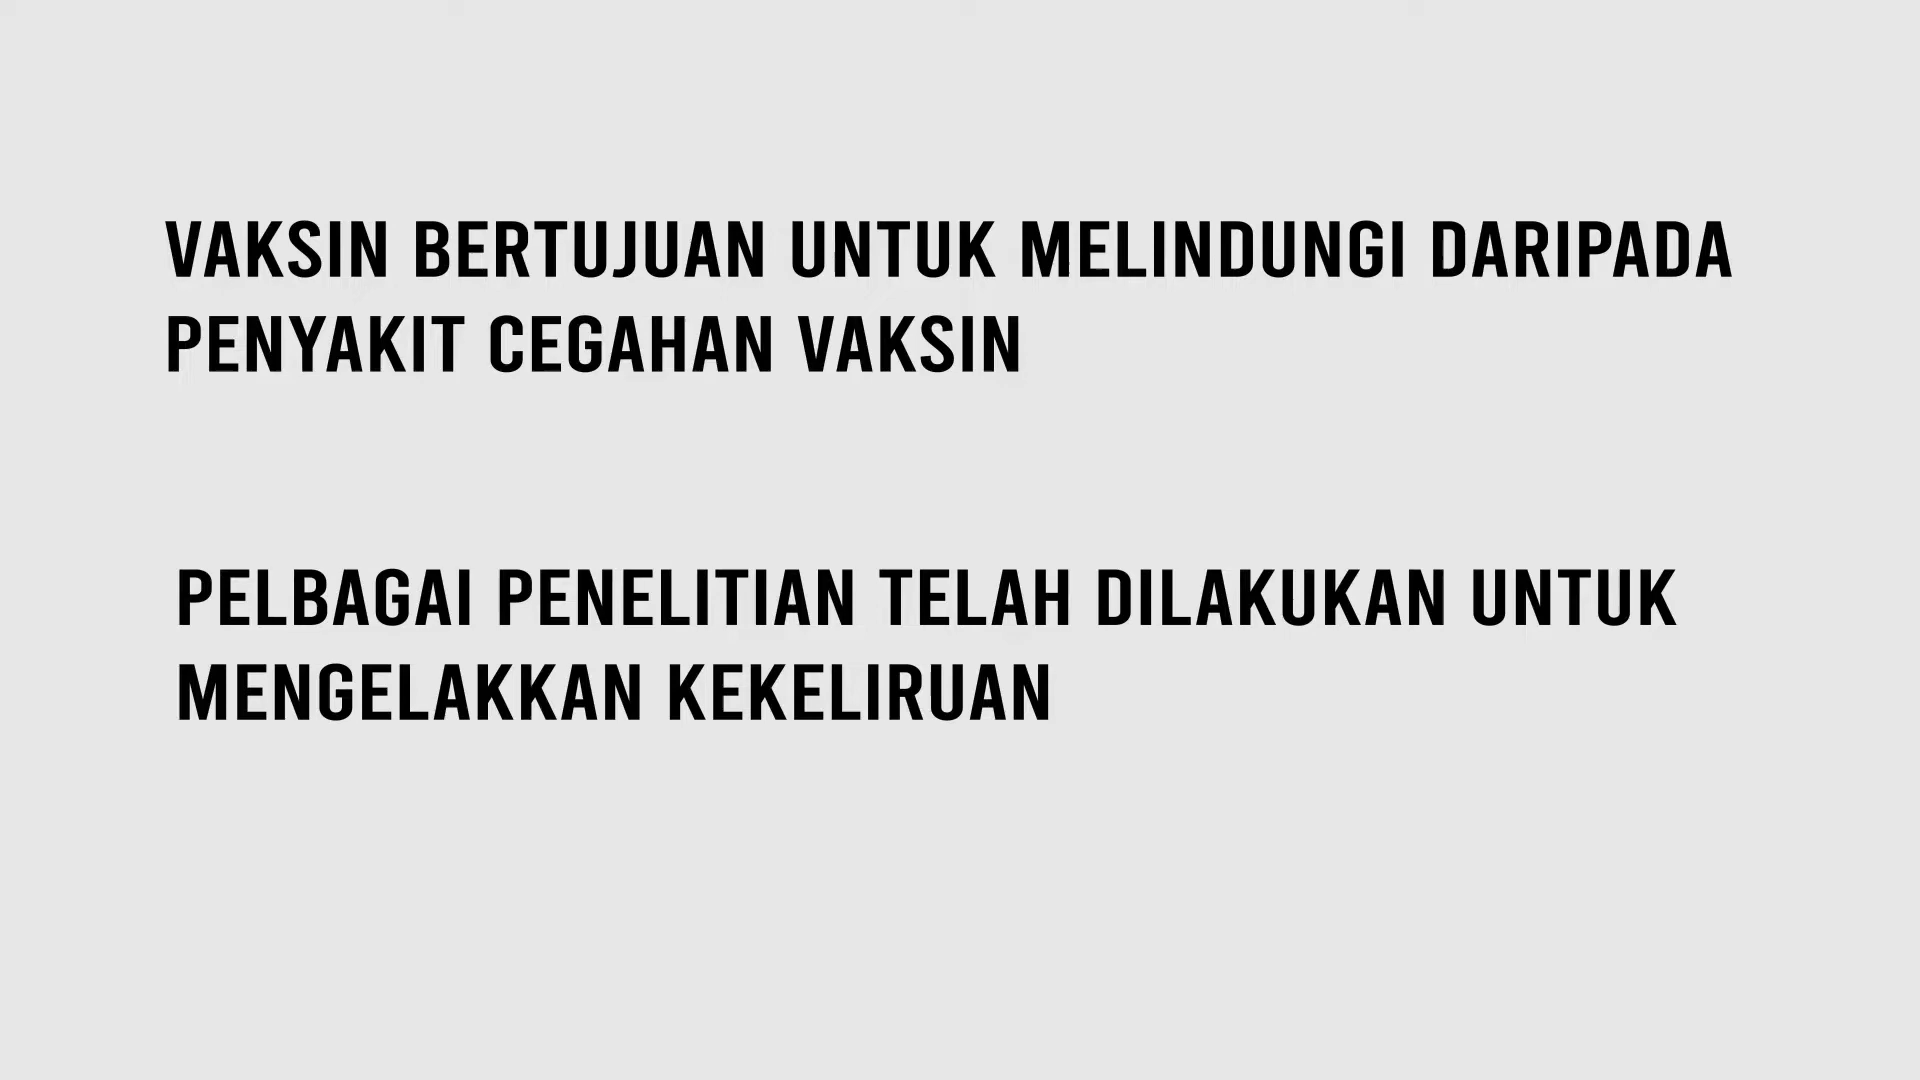 VAKSIN BERTUJUAN UNTUK MELINDUNGI DARIPADA
PENYAKIT CEGAHAN VAKSIN
PELBAGAI PENELITIAN TELAH DILAKUKAN UNTUK
MENGELAKKAN KEKELIRUAN